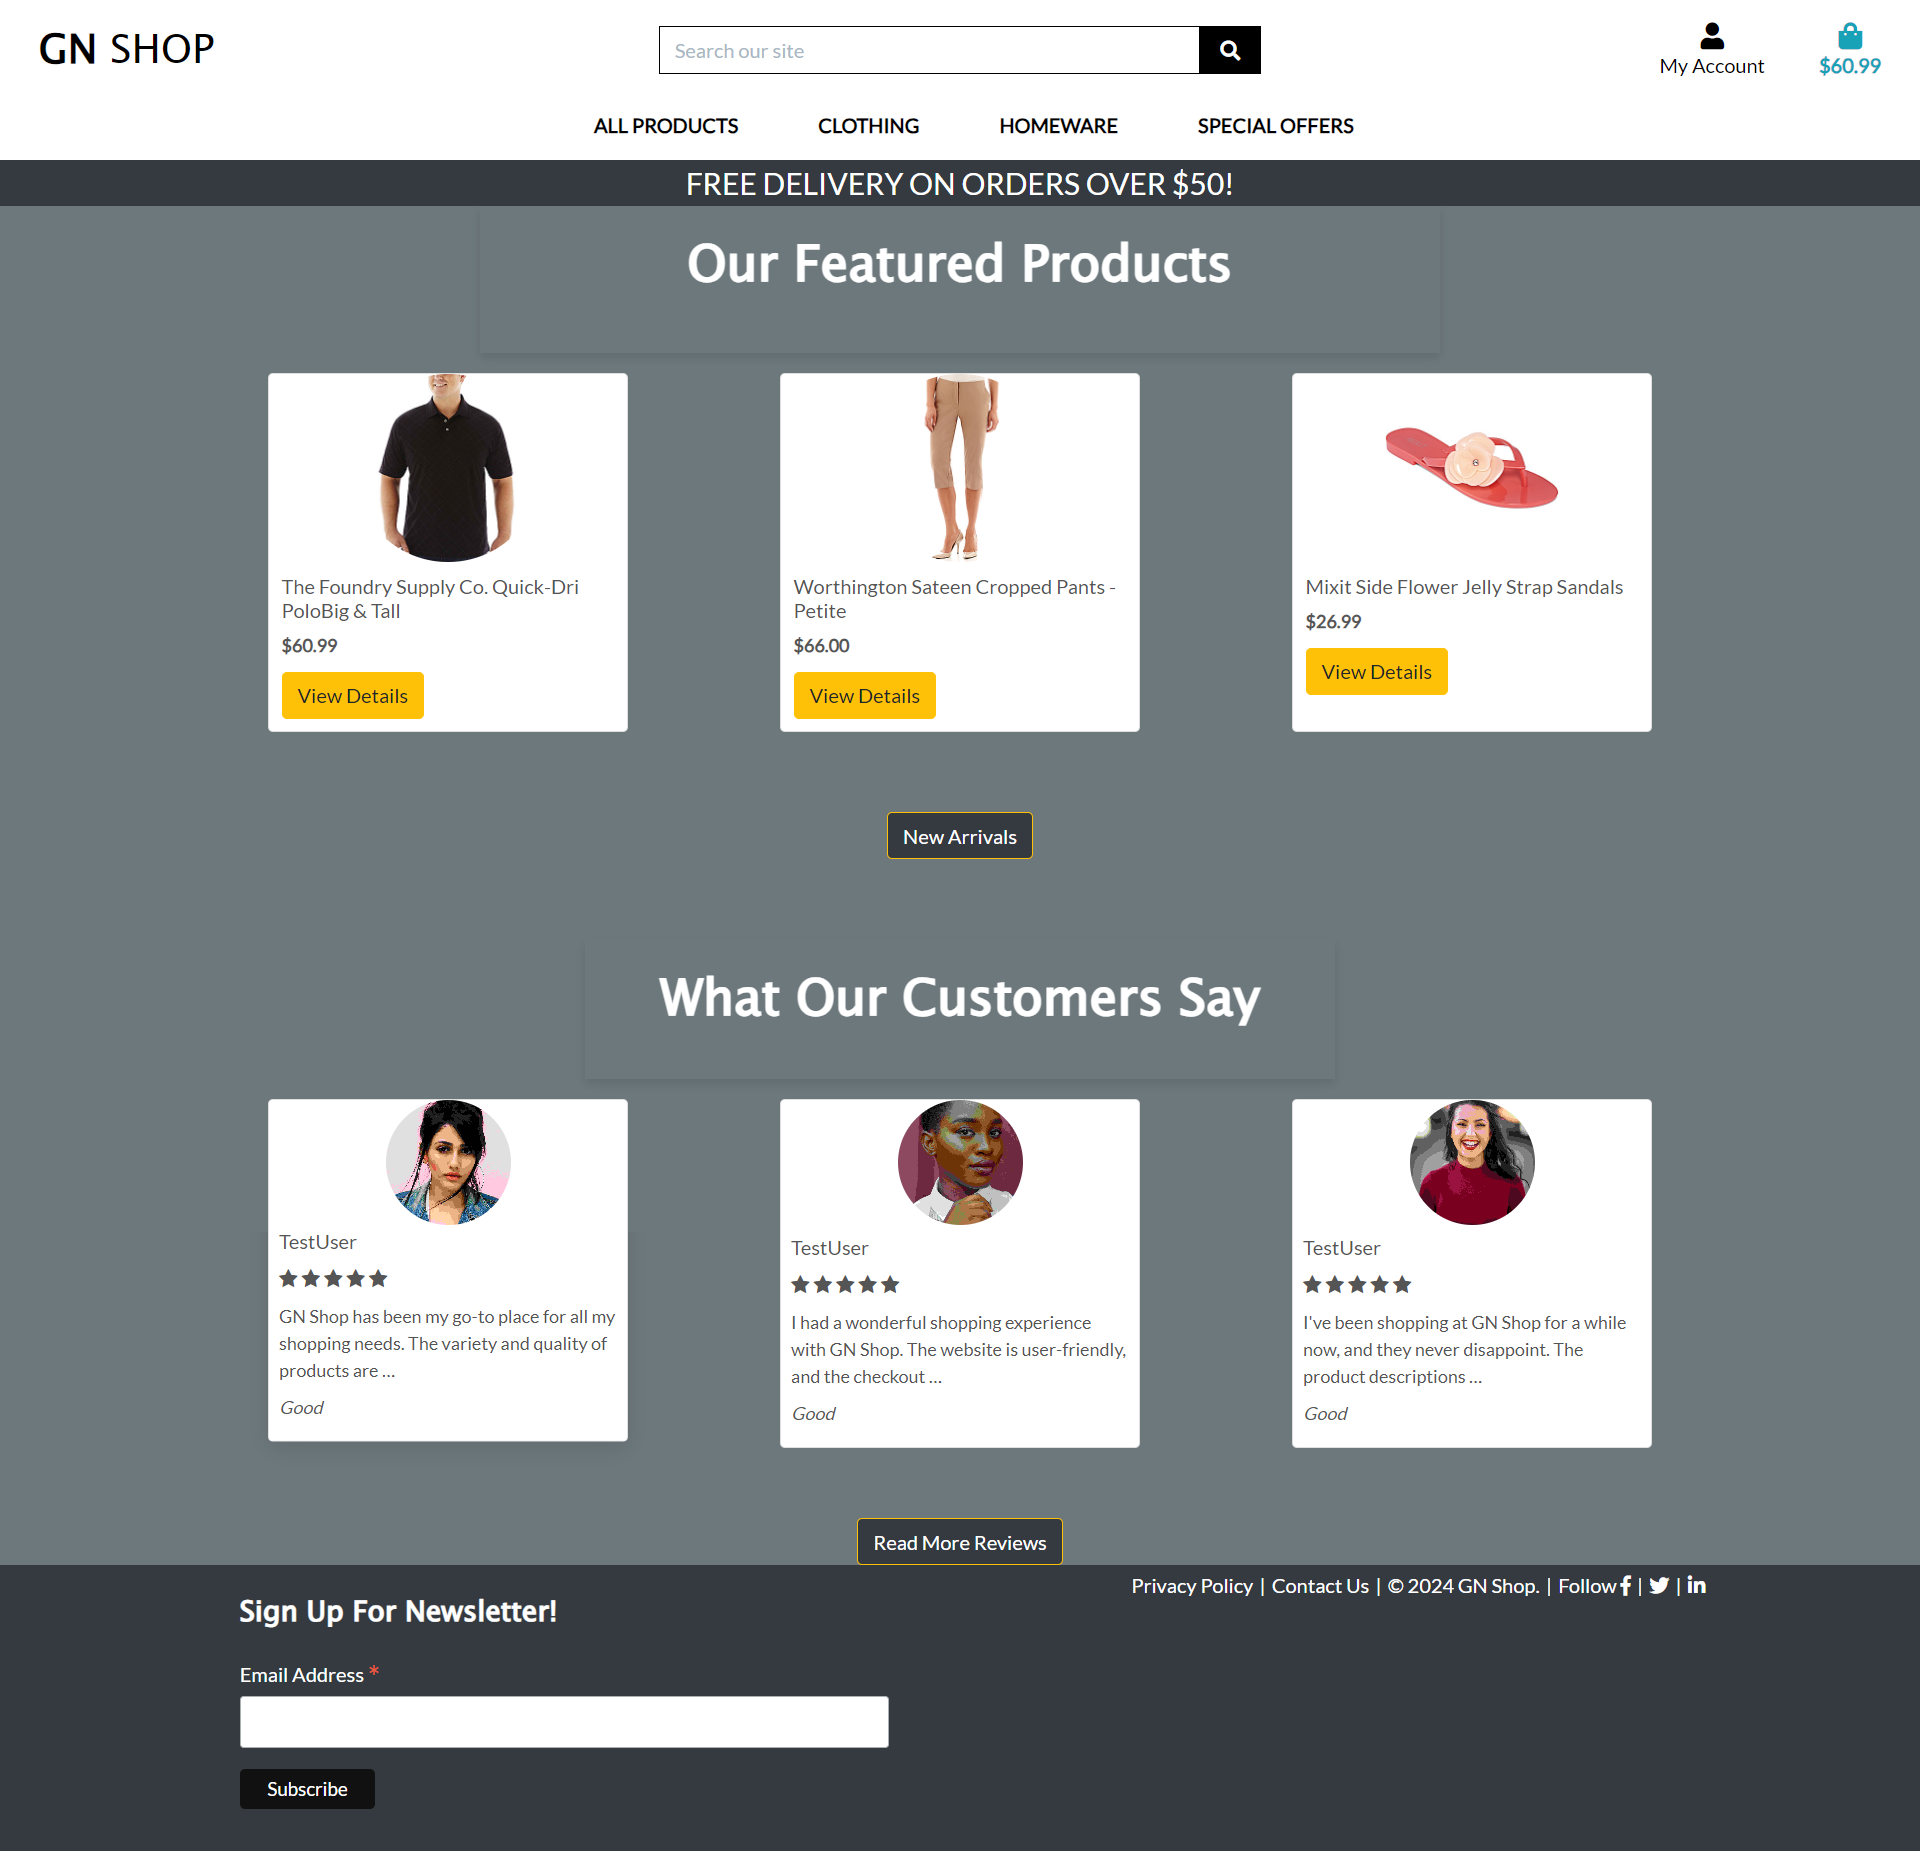 GN SHOP
Search our site
My Account
$60.99
ALL PRODUCTS
CLOTHING
HOMEWARE
SPECIAL OFFERS
FREE DELIVERY ON ORDERS OVER $50!
Our Featured Products
The Foundry Supply Co. Quick-Dri
PoloBig & Tall
$60.99
View Details
Worthington Sateen Cropped Pants -
Petite
$66.00
View Details
Mixit Side Flower Jelly Strap Sandals
$26.99
View Details
New Arrivals
What Our Customers Say
TestUser
GN Shop has been my go-to place for all my
shopping needs. The variety and quality of
products are ...
Good
TestUser
I had a wonderful shopping experience
with GN Shop. The website is user-friendly,
and the checkout ...
Good
TestUser
I've been shopping at GN Shop for a while
now, and they never disappoint. The
product descriptions ...
Good
Read More Reviews
Privacy Policy | Contact Us | © 2024 GN Shop. | Follow | | 
Sign Up For Newsletter!
Email Address *
Subscribe